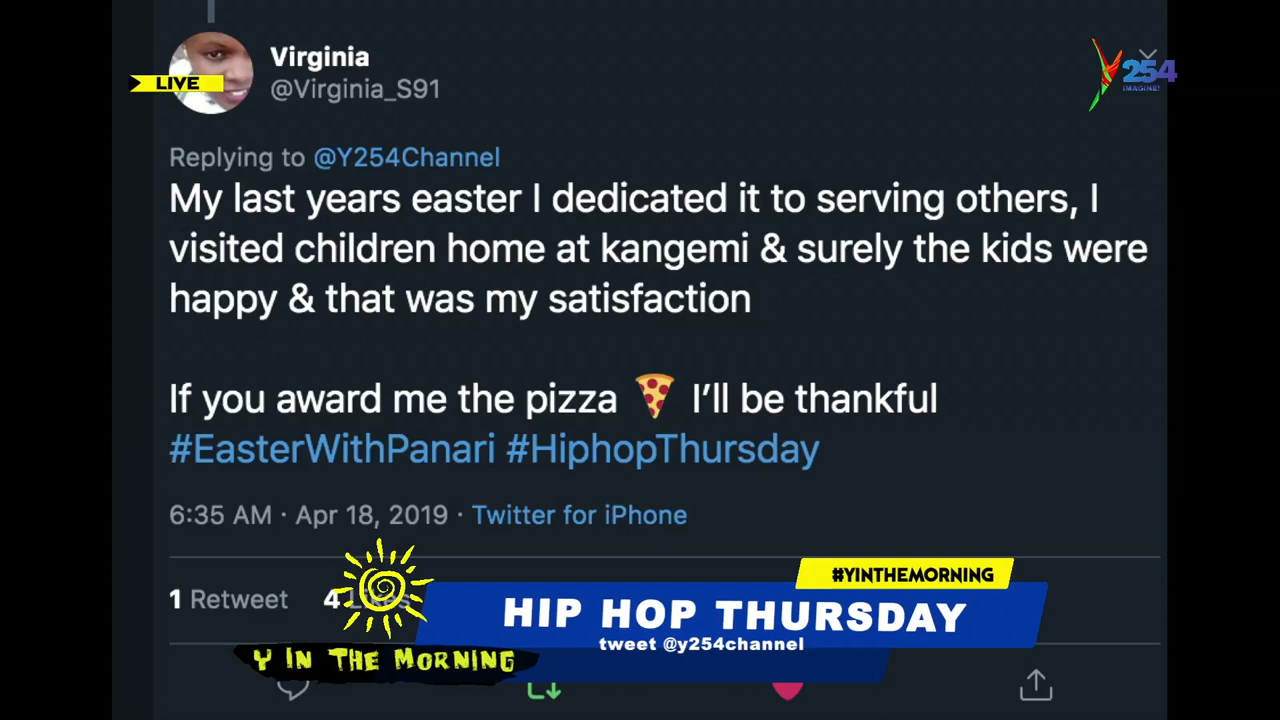 Virginia
LIVE
@Virginia_S91
254
IMAGINE!
Replying to @Y254Channel
My last years easter I dedicated it to serving others, I
visited children home at kangemi & surely the kids were
happy & that was my satisfaction
If you award me the pizza 🍕 I’ll be thankful
#EasterWithPanari #HiphopThursday
6:35 AM · Apr 18, 2019 · Twitter for iPhone
#YINTHEMORNING
1 Retweet 4 Likes
HIP HOP THURSDAY
tweet @y254channel
Y IN THE MORNING